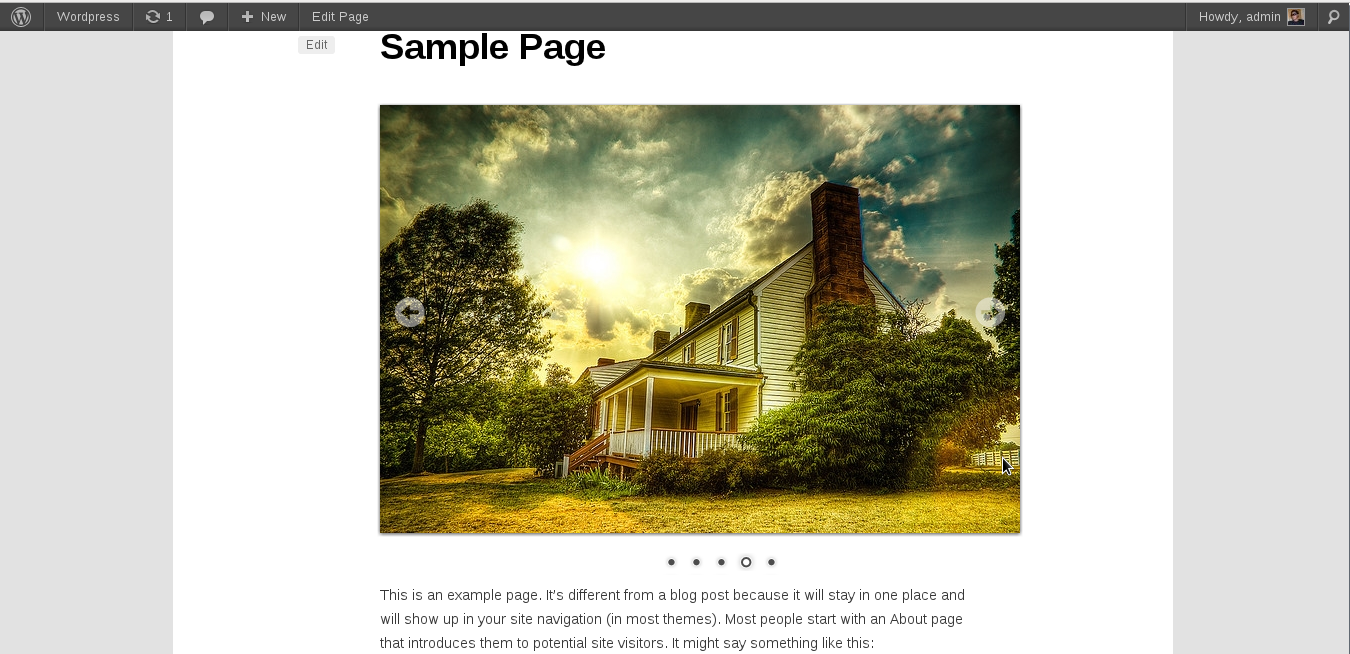 Wordpress 1 New Edit Page Howdy, admin
Edit
Sample Page
This is an example page. It's different from a blog post because it will stay in one place and
will show up in your site navigation (in most themes). Most people start with an About page
that introduces them to potential site visitors. It might say something like this: